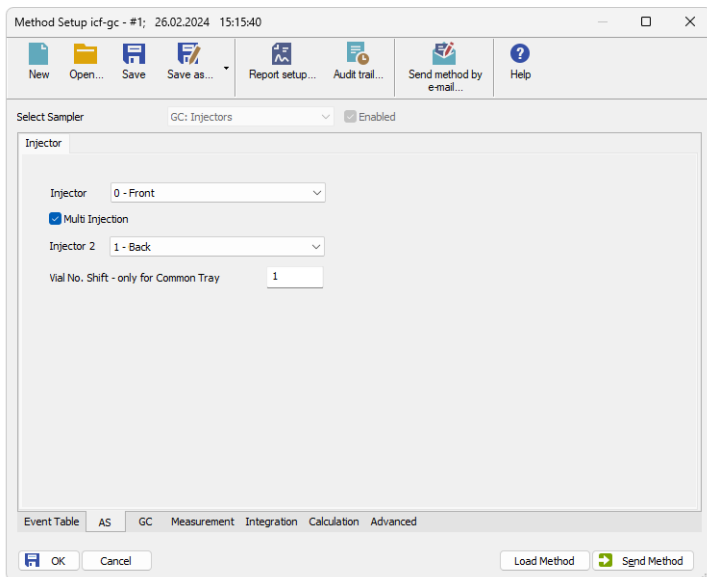 Method Setup icf-gc - #1; 26.02.2024 15:15:40
New Open... Save Save as... Report setup... Audit trail... Send method by e-mail... Help
Select Sampler GC: Injectors Enabled
Injector
Injector 0 - Front
Multi Injection
Injector 2 1 - Back
Vial No. Shift - only for Common Tray 1
Event Table AS GC Measurement Integration Calculation Advanced
OK Cancel Load Method Send Method